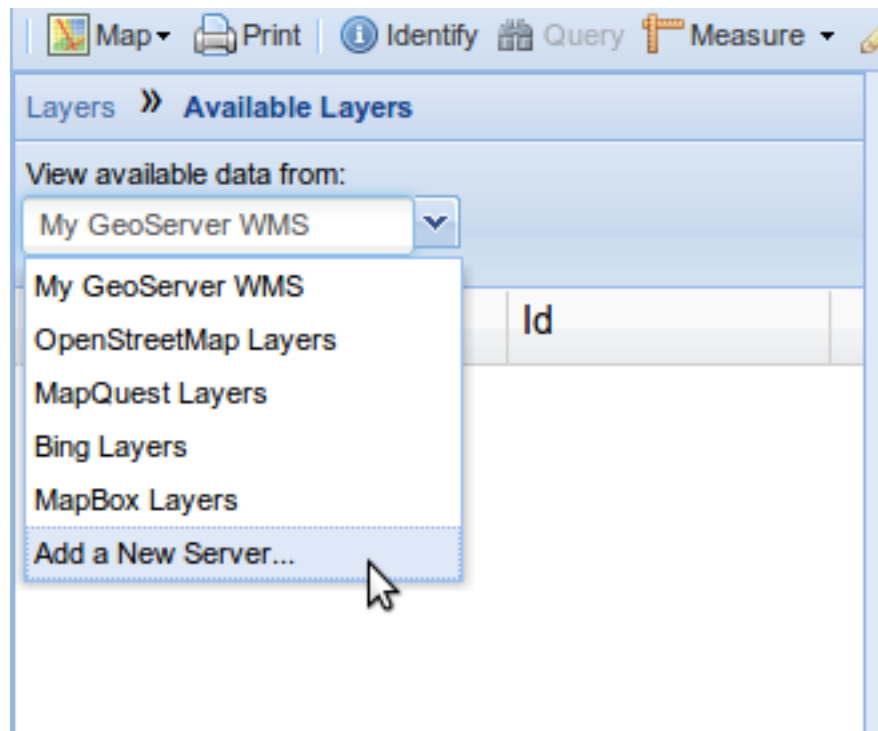 Map Print Identify Query Measure
Layers » Available Layers
View available data from:
My GeoServer WMS
My GeoServer WMS
Id
OpenStreetMap Layers
MapQuest Layers
Bing Layers
MapBox Layers
Add a New Server...